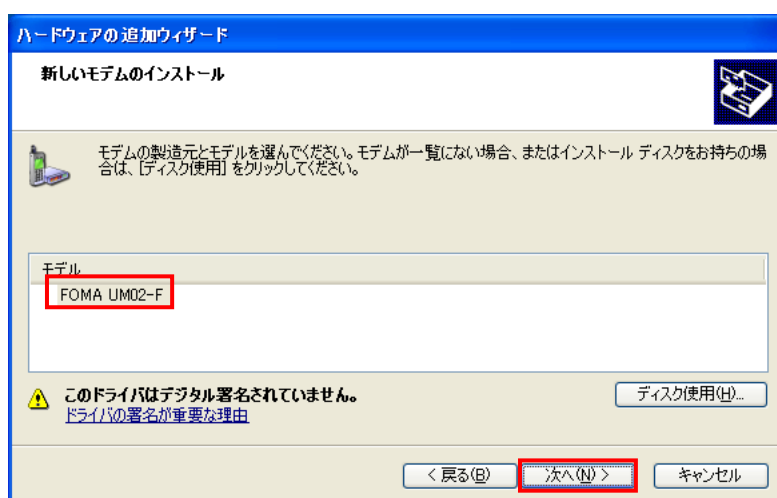 ハードウェアの追加ウィザード
新しいモデムのインストール
モデムの製造元とモデルを選んでください。モデムが一覧にない場合、またはインストール ディスクをお持ちの場
合は、[ディスク使用] をクリックしてください。
モデル
FOMA UM02-F
このドライバはデジタル署名されていません。
ドライバの署名が重要な理由
ディスク使用(H)...
< 戻る(B)
次へ(N) >
キャンセル